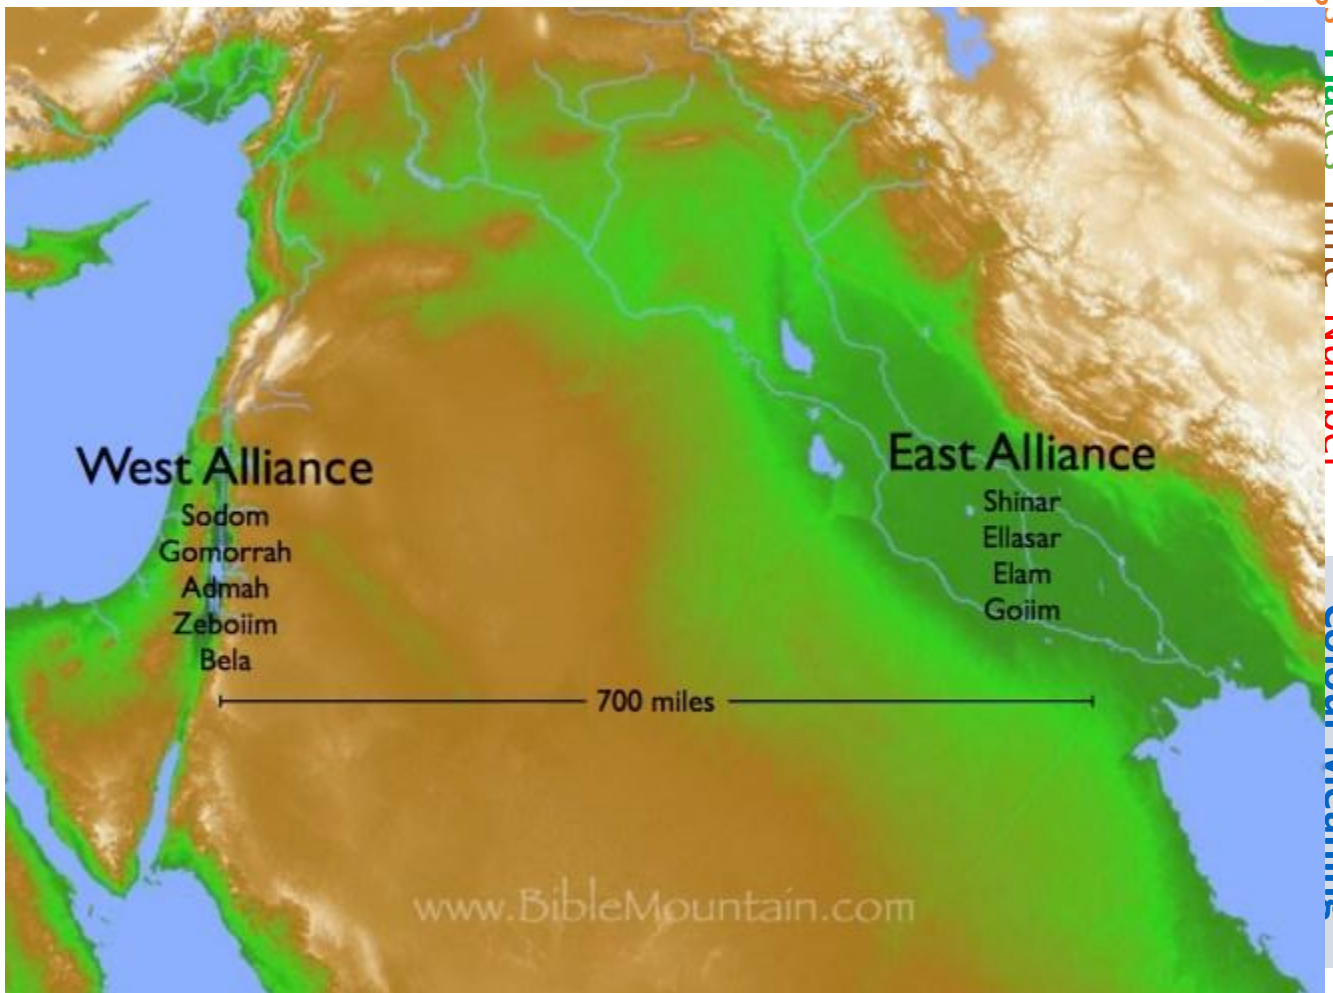 West Alliance
Sodom
Gomorrah
Admah
Zeboiim
Bela
East Alliance
Shinar
Ellasar
Elam
Goiim
700 miles
www.BibleMountain.com